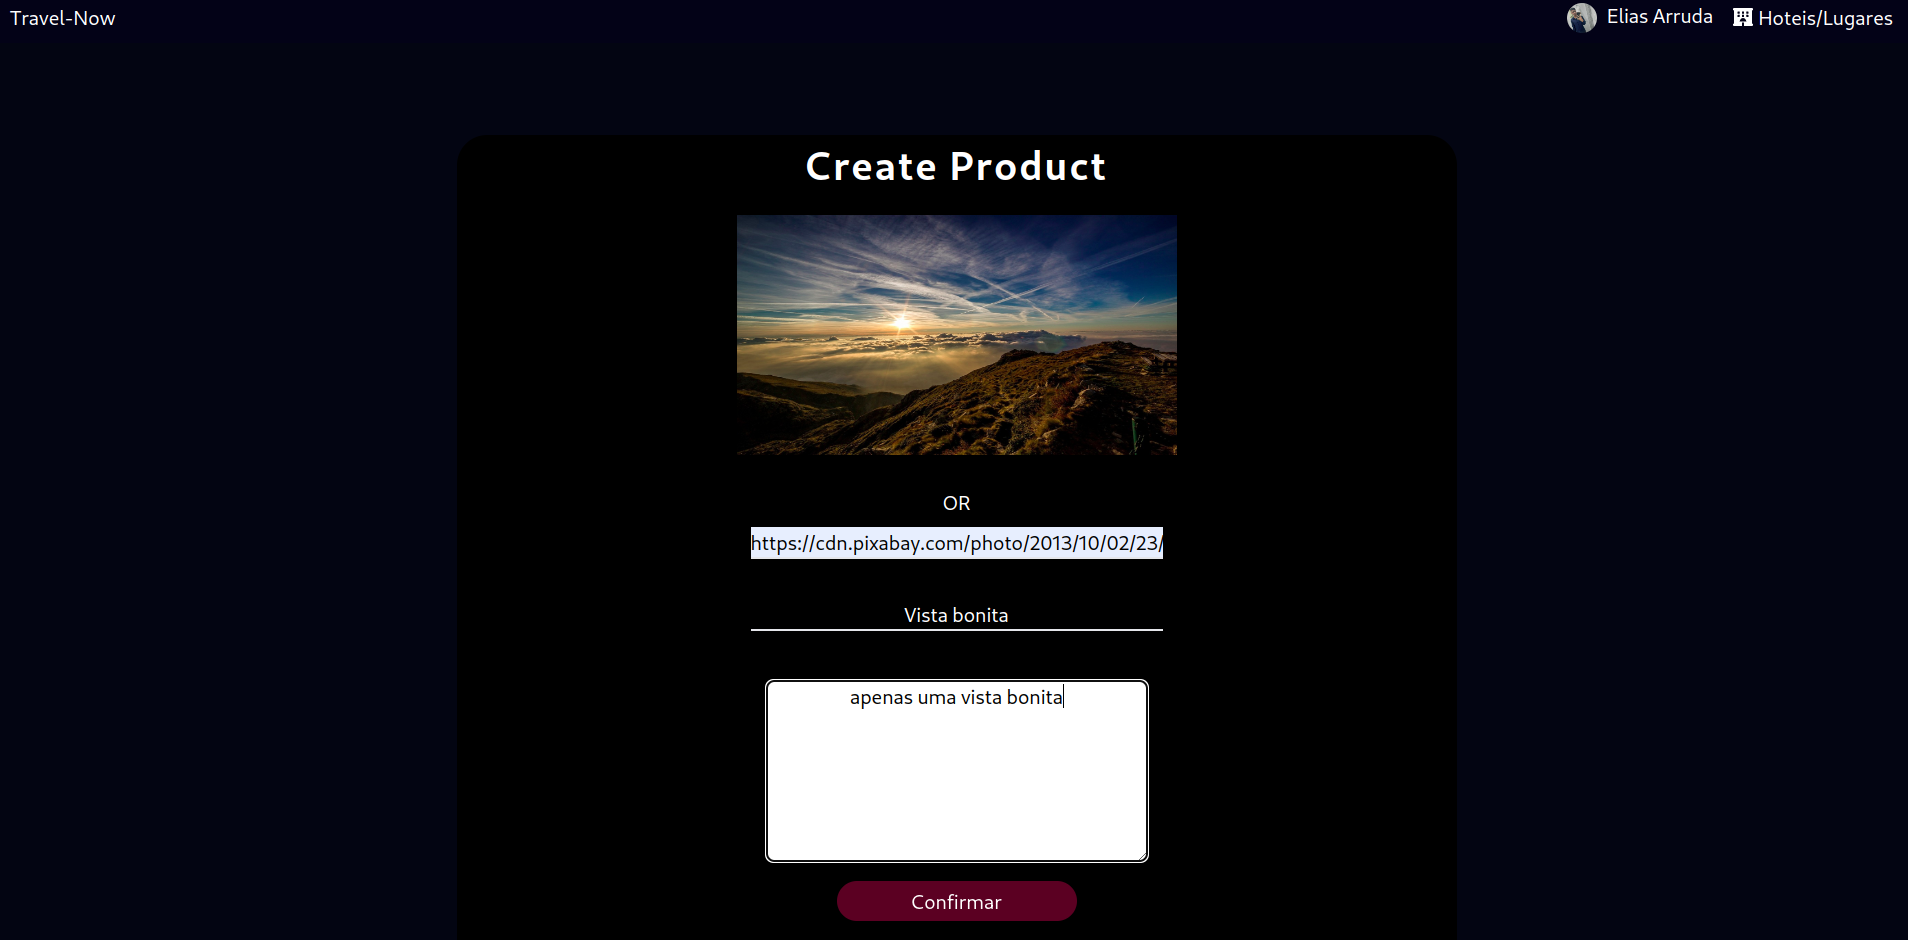 Travel-Now
Elias Arruda
Hoteis/Lugares
Create Product
OR
https://cdn.pixabay.com/photo/2013/10/02/23/
Vista bonita
apenas uma vista bonita
Confirmar